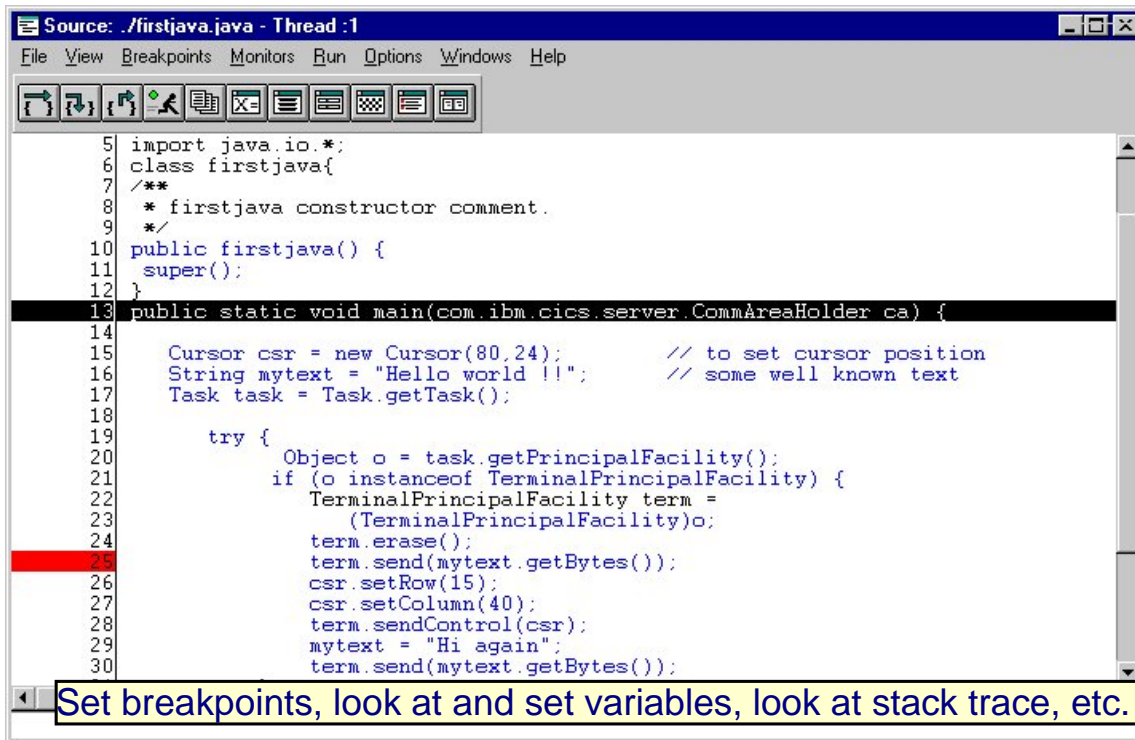 Source: ./firstjava.java - Thread :1
File View Breakpoints Monitors Run Options Windows Help
X=
5 import java.io.*;
6 class firstjava{
7 /**
8 * firstjava constructor comment.
9 */
10 public firstjava() {
11 super();
12 }
13 public static void main(com.ibm.cics.server.CommAreaHolder ca) {
14
15 Cursor csr = new Cursor(80,24); // to set cursor position
16 String mytext = "Hello world !!"; // some well known text
17 Task task = Task.getTask();
18
19 try {
20 Object o = task.getPrincipalFacility();
21 if (o instanceof TerminalPrincipalFacility) {
22 TerminalPrincipalFacility term =
23 (TerminalPrincipalFacility)o;
24 term.erase();
25 term.send(mytext.getBytes());
26 csr.setRow(15);
27 csr.setColumn(40);
28 term.sendControl(csr);
29 mytext = "Hi again";
30 term.send(mytext.getBytes());
Set breakpoints, look at and set variables, look at stack trace, etc.